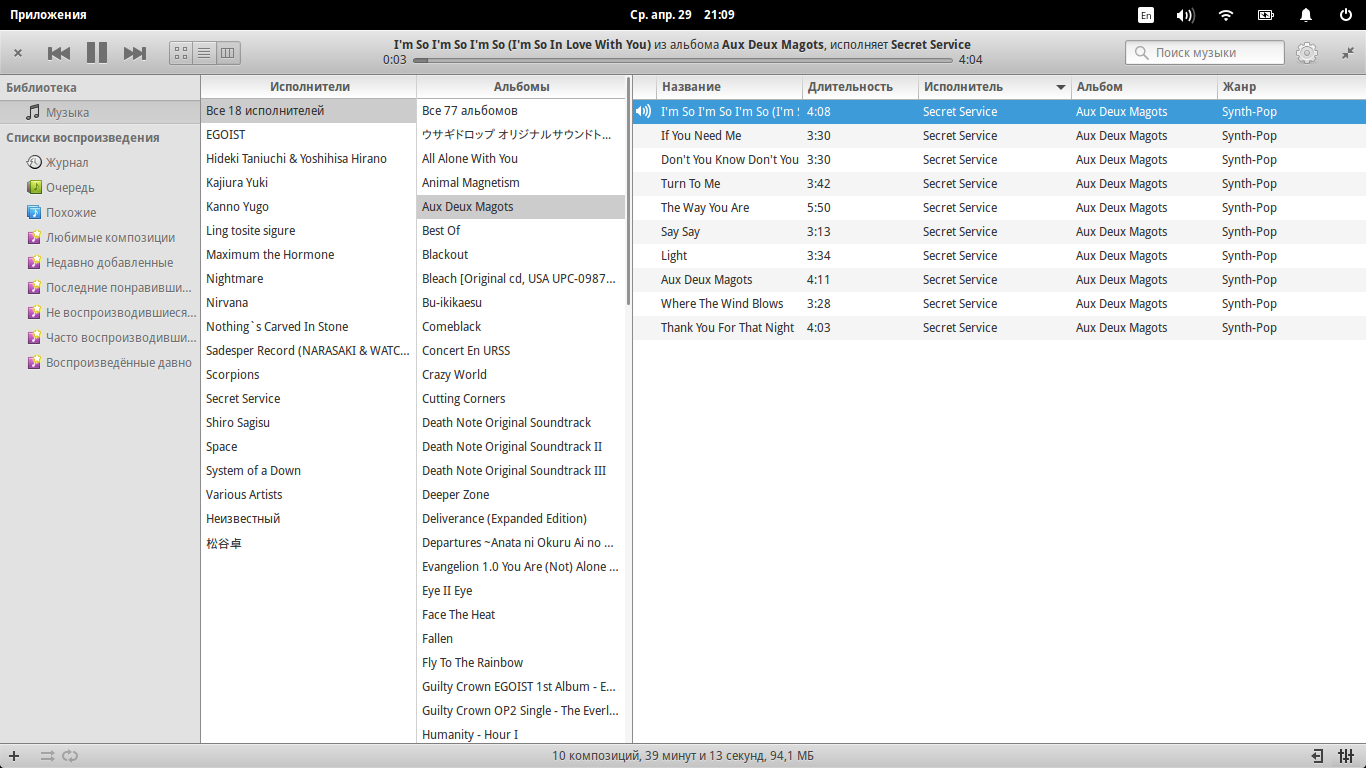 Приложения Ср. апр. 29 21:09 En
I'm So I'm So I'm So (I'm So In Love With You) из альбома Aux Deux Magots, исполняет Secret Service
0:03 4:04
Поиск музыки
Библиотека
Музыка
Списки воспроизведения
Журнал
Очередь
Похожие
Любимые композиции
Недавно добавленные
Последние понравивши...
Не воспроизводившиеся...
Часто воспроизводивши...
Воспроизведённые давно
Исполнители
Все 18 исполнителей
EGOIST
Hideki Taniuchi & Yoshihisa Hirano
Kajiura Yuki
Kanno Yugo
Ling tosite sigure
Maximum the Hormone
Nightmare
Nirvana
Nothing`s Carved In Stone
Sadesper Record (NARASAKI & WATC...
Scorpions
Secret Service
Shiro Sagisu
Space
System of a Down
Various Artists
Неизвестный
松谷卓
Альбомы
Все 77 альбомов
ウサギドロップ オリジナルサウンドト...
All Alone With You
Animal Magnetism
Aux Deux Magots
Best Of
Blackout
Bleach [Original cd, USA UPC-0987...
Bu-ikikaesu
Comeblack
Concert En URSS
Crazy World
Cutting Corners
Death Note Original Soundtrack
Death Note Original Soundtrack II
Death Note Original Soundtrack III
Deeper Zone
Deliverance (Expanded Edition)
Departures ~Anata ni Okuru Ai no ...
Evangelion 1.0 You Are (Not) Alone ...
Eye II Eye
Face The Heat
Fallen
Fly To The Rainbow
Guilty Crown EGOIST 1st Album - E...
Guilty Crown OP2 Single - The Everl...
Humanity - Hour I
Название Длительность Исполнитель Альбом Жанр
I'm So I'm So I'm So (I'm S 4:08 Secret Service Aux Deux Magots Synth-Pop
If You Need Me 3:30 Secret Service Aux Deux Magots Synth-Pop
Don't You Know Don't You 3:30 Secret Service Aux Deux Magots Synth-Pop
Turn To Me 3:42 Secret Service Aux Deux Magots Synth-Pop
The Way You Are 5:50 Secret Service Aux Deux Magots Synth-Pop
Say Say 3:13 Secret Service Aux Deux Magots Synth-Pop
Light 3:34 Secret Service Aux Deux Magots Synth-Pop
Aux Deux Magots 4:11 Secret Service Aux Deux Magots Synth-Pop
Where The Wind Blows 3:28 Secret Service Aux Deux Magots Synth-Pop
Thank You For That Night 4:03 Secret Service Aux Deux Magots Synth-Pop
10 композиций, 39 минут и 13 секунд, 94,1 МБ